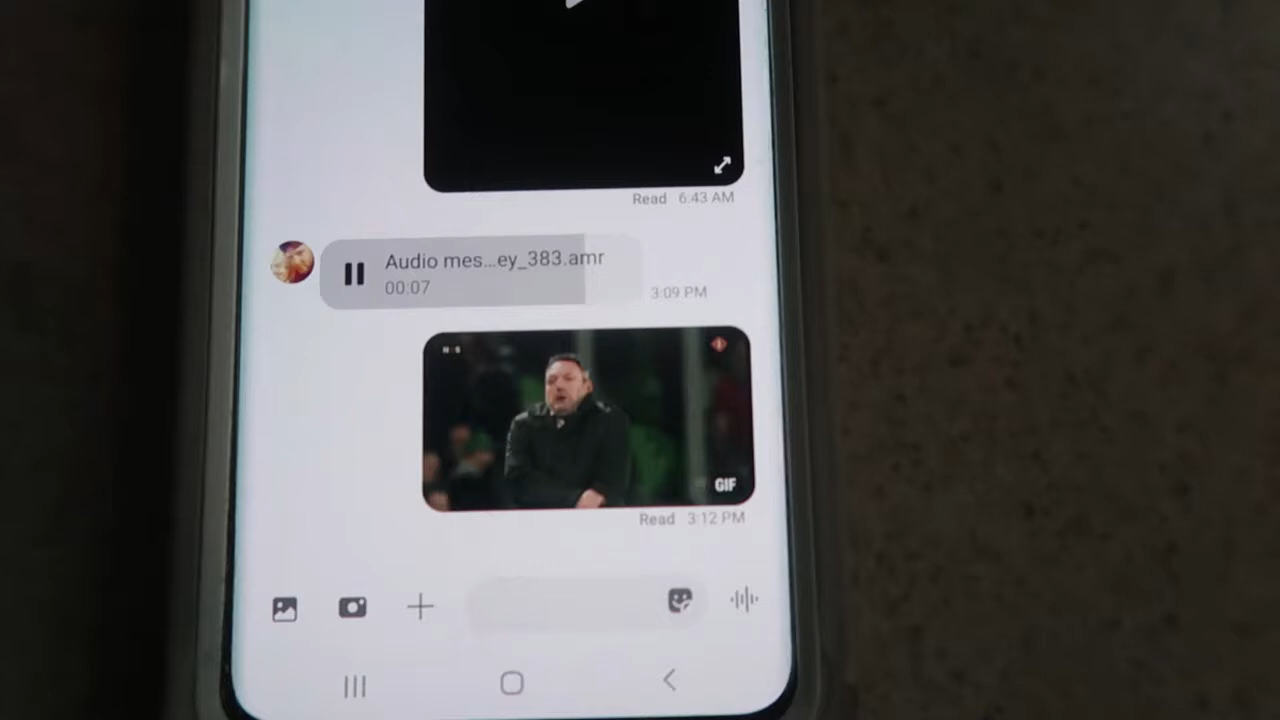 Read 6:43 AM
Audio mes...ey_383.amr
00:07
3:09 PM
GIF
Read 3:12 PM